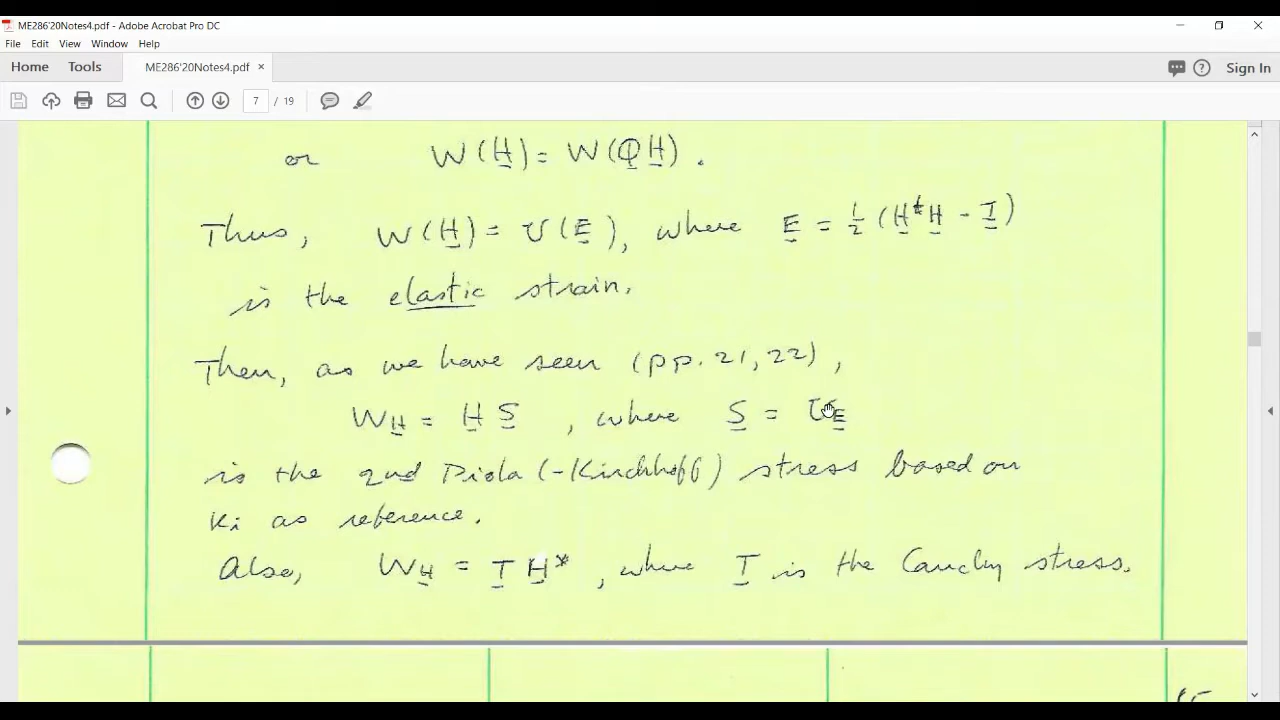 ME286'20Notes4.pdf - Adobe Acrobat Pro DC
File Edit View Window Help
Home Tools ME286'20Notes4.pdf × Sign In
7 / 19
or W(H) = W(QH).
Thus, W(H) = U(E), where E = ½(HᵗH - I)
is the elastic strain.
Then, as we have seen (pp. 21, 22),
W_H = H S, where S = U_E
is the 2nd Piola(-Kirchhoff) stress based on
κi as reference.
Also, W_H = T H*, where T is the Cauchy stress.